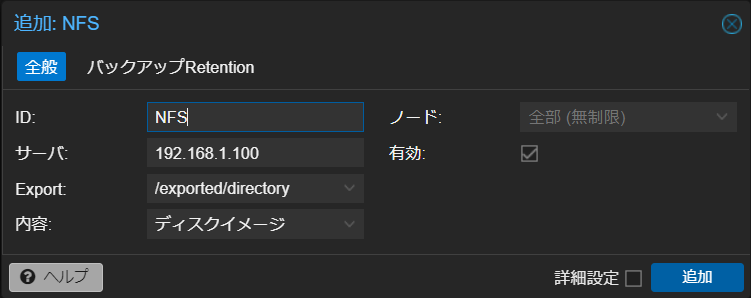 追加: NFS
全般 バックアップRetention
ID: NFS ノード: 全部 (無制限)
サーバ: 192.168.1.100 有効:
Export: /exported/directory
内容: ディスクイメージ
ヘルプ 詳細設定 追加